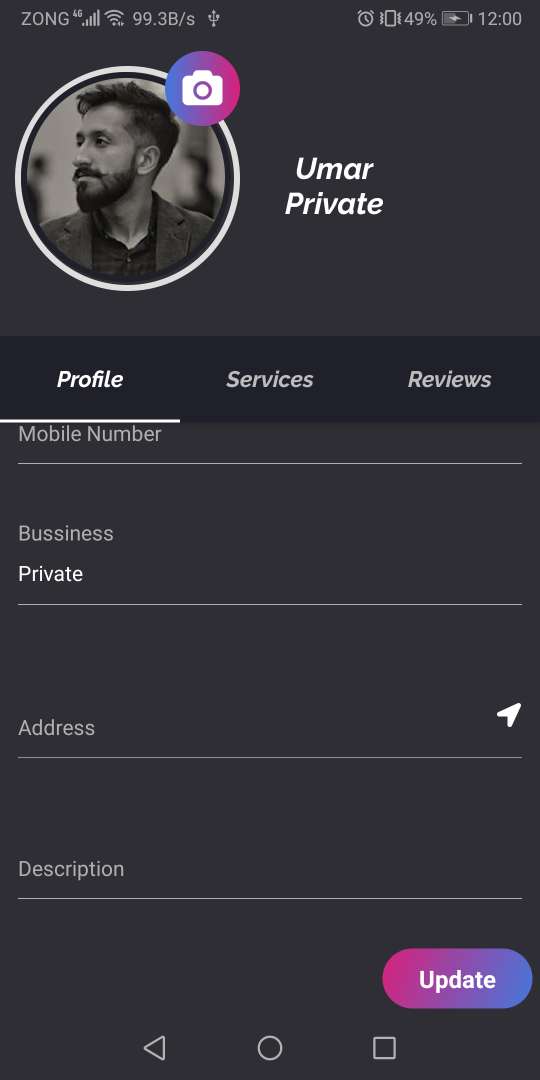 ZONG 4G 99.3B/s 49% 12:00
Umar
Private
Profile Services Reviews
Mobile Number
Bussiness
Private
Address
Description
Update